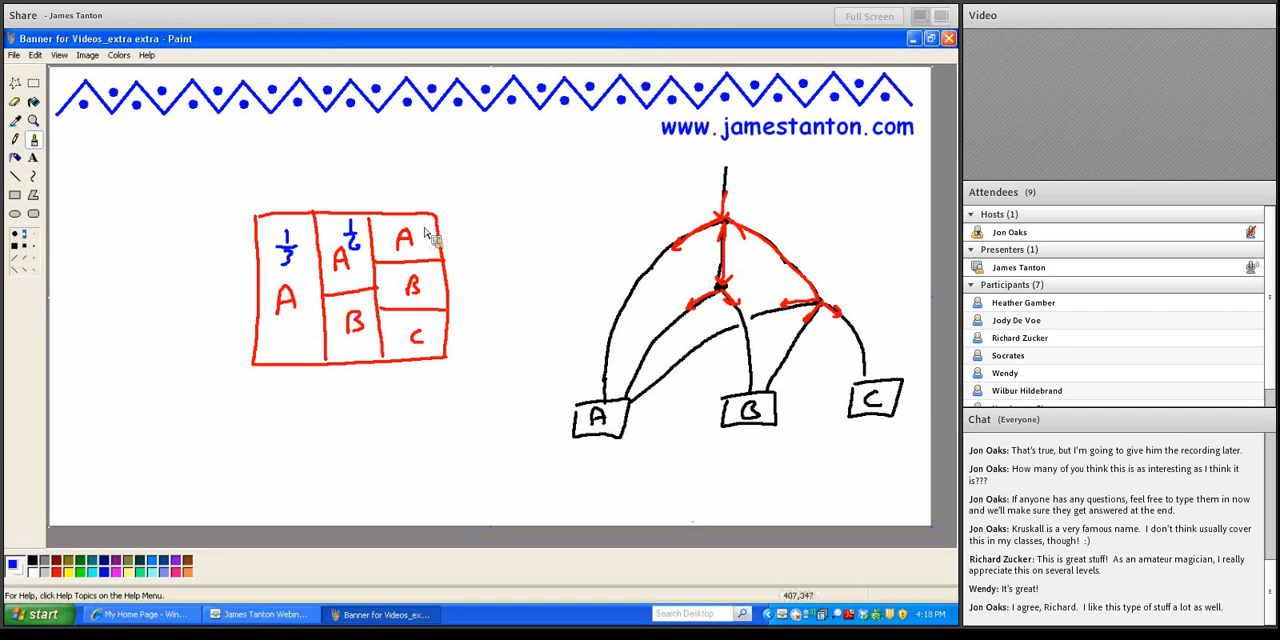 Share - James Tanton
Full Screen
Video
Banner for Videos_extra extra - Paint
File Edit View Image Colors Help
www.jamestanton.com
1/3
A
A 1/6
B
A
B
C
A
B
C
Attendees (9)
Hosts (1)
Jon Oaks
Presenters (1)
James Tanton
Participants (7)
Heather Gamber
Jody De Voe
Richard Zucker
Socrates
Wendy
Wilbur Hildebrand
Chat (Everyone)
Jon Oaks: That's true, but I'm going to give him the recording later.
Jon Oaks: How many of you think this is as interesting as I think it
is???
Jon Oaks: If anyone has any questions, feel free to type them in now
and we'll make sure they get answered at the end.
Jon Oaks: Kruskall is a very famous name. I don't think usually cover
this in my classes, though! :)
Richard Zucker: This is great stuff! As an amateur magician, I really
appreciate this on several levels.
Wendy: It's great!
Jon Oaks: I agree, Richard. I like this type of stuff a lot as well.
For Help, click Help Topics on the Help Menu.
407,347
start
My Home Page - Win...
James Tanton Webin...
Banner for Videos_ex...
Search Desktop
4:18 PM